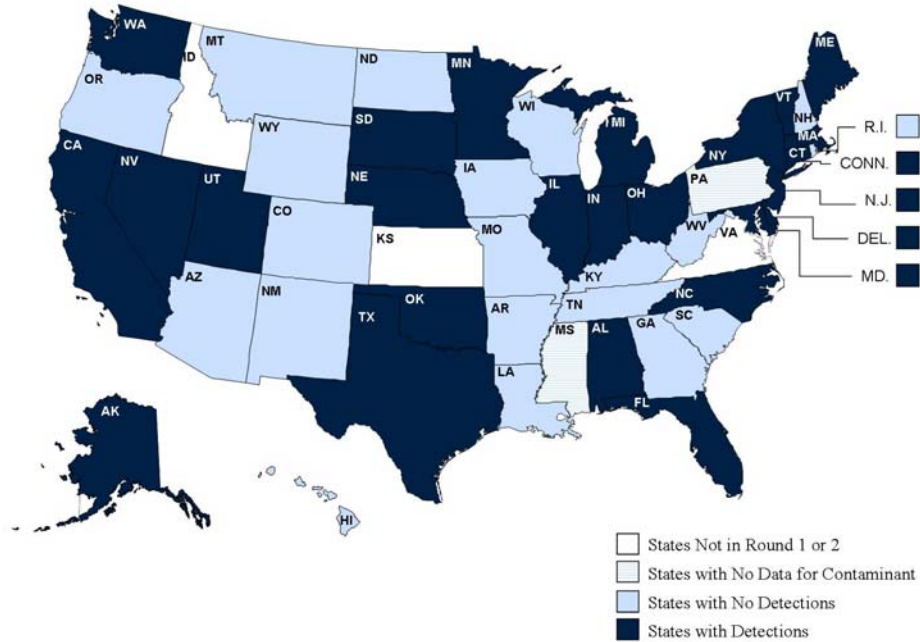 WA
MT
ND
MN
ME
ID
OR
VT
NH
WI
SD
MI
MA
R.I.
WY
CT
NY
CA
CONN.
NV
NE
IA
PA
UT
IL
IN
OH
N.J.
CO
MO
WV
KS
VA
DEL.
KY
AZ
MD.
NM
OK
NC
TN
AR
TX
SC
MS
AL
GA
LA
FL
AK
HI
States Not in Round 1 or 2
States with No Data for Contaminant
States with No Detections
States with Detections